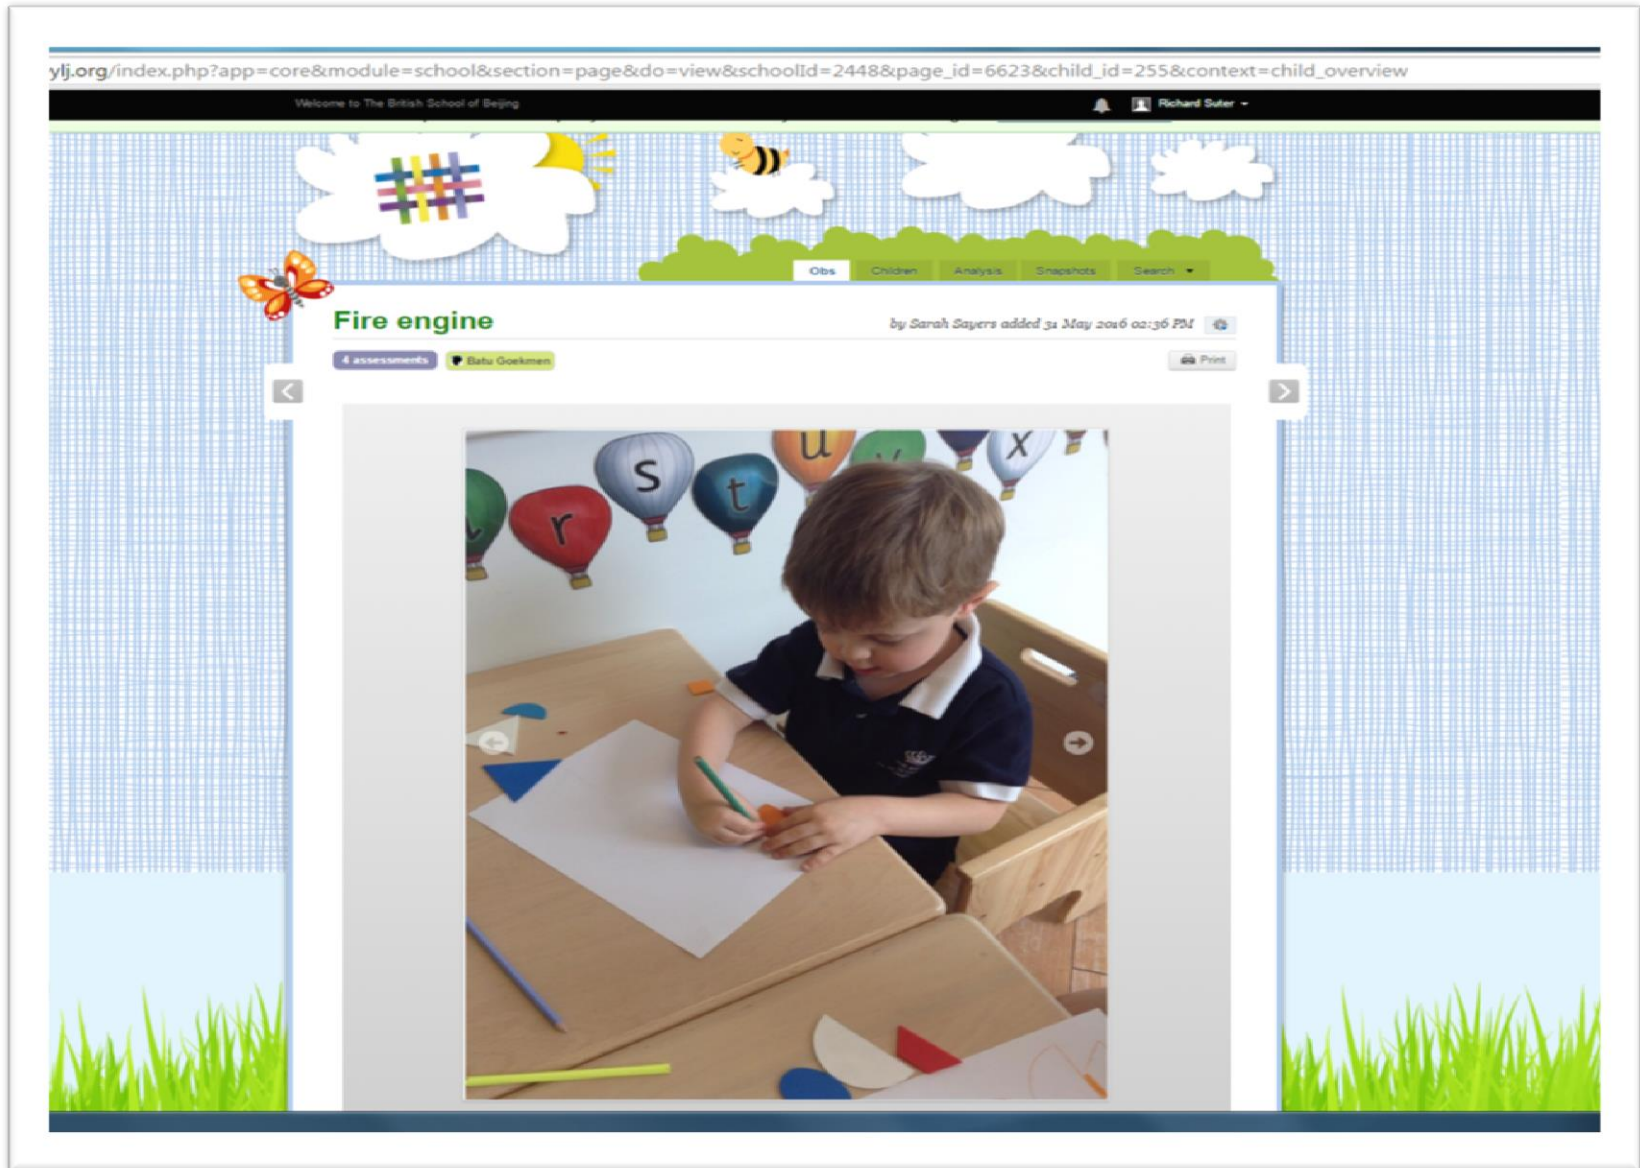 ylj.org/index.php?app=core&module=school&section=page&do=view&schoolId=2448&page_id=6623&child_id=255&context=child_overview
Welcome to The British School of Beijing
Richard Suter
Obs Children Analysis Snapshots Search
Fire engine
by Sarah Sayers added 31 May 2016 02:36 PM
4 assessments Batu Goekmen
Print
r s t u v x